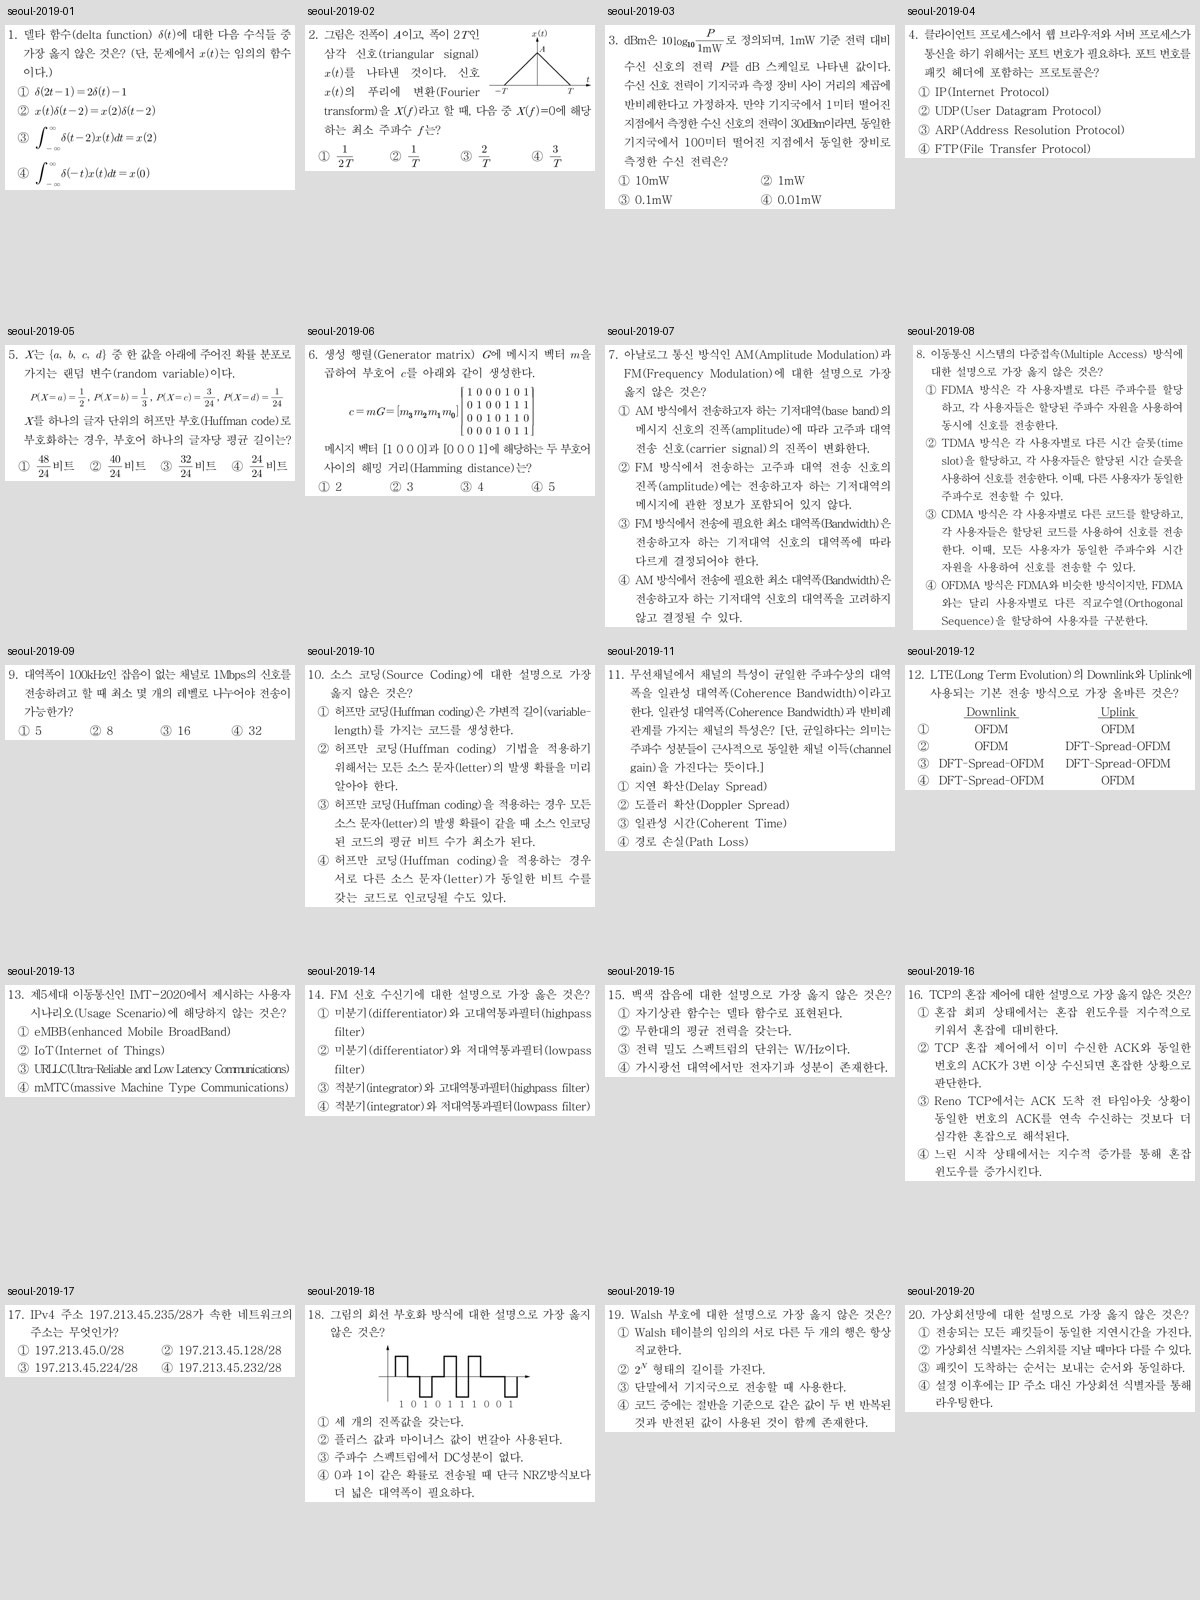 seoul-2019-01
1. 델타 함수(delta function) δ(t)에 대한 다음 수식들 중
가장 옳지 않은 것은? (단, 문제에서 x(t)는 임의의 함수
이다.)
① δ(2t−1)=2δ(t)−1
② x(t)δ(t−2)=x(2)δ(t−2)
③ ∫_{−∞}^{∞} δ(t−2)x(t)dt=x(2)
④ ∫_{−∞}^{∞} δ(−t)x(t)dt=x(0)
seoul-2019-02
2. 그림은 진폭이 A이고, 폭이 2T인
삼각 신호(triangular signal)
x(t)를 나타낸 것이다. 신호
x(t)의 푸리에 변환(Fourier
transform)을 X(f)라고 할 때, 다음 중 X(f)=0에 해당
하는 최소 주파수 f는?
x(t)
A
−T T t
① 1/2T ② 1/T ③ 2/T ④ 3/T
seoul-2019-03
3. dBm은 10log₁₀ P/1mW 로 정의되며, 1mW 기준 전력 대비
수신 신호의 전력 P를 dB 스케일로 나타낸 값이다.
수신 신호 전력이 기지국과 측정 장비 사이 거리의 제곱에
반비례한다고 가정하자. 만약 기지국에서 1미터 떨어진
지점에서 측정한 수신 신호의 전력이 30dBm이라면, 동일한
기지국에서 100미터 떨어진 지점에서 동일한 장비로
측정한 수신 전력은?
① 10mW ② 1mW
③ 0.1mW ④ 0.01mW
seoul-2019-04
4. 클라이언트 프로세스에서 웹 브라우저와 서버 프로세스가
통신을 하기 위해서는 포트 번호가 필요하다. 포트 번호를
패킷 헤더에 포함하는 프로토콜은?
① IP(Internet Protocol)
② UDP(User Datagram Protocol)
③ ARP(Address Resolution Protocol)
④ FTP(File Transfer Protocol)
seoul-2019-05
5. X는 {a, b, c, d} 중 한 값을 아래에 주어진 확률 분포로
가지는 랜덤 변수(random variable)이다.
P(X=a)=1/2, P(X=b)=1/3, P(X=c)=3/24, P(X=d)=1/24
X를 하나의 글자 단위의 허프만 부호(Huffman code)로
부호화하는 경우, 부호어 하나의 글자당 평균 길이는?
① 48/24 비트 ② 40/24 비트 ③ 32/24 비트 ④ 24/24 비트
seoul-2019-06
6. 생성 행렬(Generator matrix) G에 메시지 벡터 m을
곱하여 부호어 c를 아래와 같이 생성한다.
c=mG=[m₃m₂m₁m₀]
1 0 0 0 1 0 1
0 1 0 0 1 1 1
0 0 1 0 1 1 0
0 0 0 1 0 1 1
메시지 벡터 [1 0 0 0]과 [0 0 0 1]에 해당하는 두 부호어
사이의 해밍 거리(Hamming distance)는?
① 2 ② 3 ③ 4 ④ 5
seoul-2019-07
7. 아날로그 통신 방식인 AM(Amplitude Modulation)과
FM(Frequency Modulation)에 대한 설명으로 가장
옳지 않은 것은?
① AM 방식에서 전송하고자 하는 기저대역(base band)의
메시지 신호의 진폭(amplitude)에 따라 고주파 대역
전송 신호(carrier signal)의 진폭이 변화한다.
② FM 방식에서 전송하는 고주파 대역 전송 신호의
진폭(amplitude)에는 전송하고자 하는 기저대역의
메시지에 관한 정보가 포함되어 있지 않다.
③ FM 방식에서 전송에 필요한 최소 대역폭(Bandwidth)은
전송하고자 하는 기저대역 신호의 대역폭에 따라
다르게 결정되어야 한다.
④ AM 방식에서 전송에 필요한 최소 대역폭(Bandwidth)은
전송하고자 하는 기저대역 신호의 대역폭을 고려하지
않고 결정될 수 있다.
seoul-2019-08
8. 이동통신 시스템의 다중접속(Multiple Access) 방식에
대한 설명으로 가장 옳지 않은 것은?
① FDMA 방식은 각 사용자별로 다른 주파수를 할당
하고, 각 사용자들은 할당된 주파수 자원을 사용하여
동시에 신호를 전송한다.
② TDMA 방식은 각 사용자별로 다른 시간 슬롯(time
slot)을 할당하고, 각 사용자들은 할당된 시간 슬롯을
사용하여 신호를 전송한다. 이때, 다른 사용자가 동일한
주파수로 전송할 수 있다.
③ CDMA 방식은 각 사용자별로 다른 코드를 할당하고,
각 사용자들은 할당된 코드를 사용하여 신호를 전송
한다. 이때, 모든 사용자가 동일한 주파수와 시간
자원을 사용하여 신호를 전송할 수 있다.
④ OFDMA 방식은 FDMA와 비슷한 방식이지만, FDMA
와는 달리 사용자별로 다른 직교수열(Orthogonal
Sequence)을 할당하여 사용자를 구분한다.
seoul-2019-09
9. 대역폭이 100kHz인 잡음이 없는 채널로 1Mbps의 신호를
전송하려고 할 때 최소 몇 개의 레벨로 나누어야 전송이
가능한가?
① 5 ② 8 ③ 16 ④ 32
seoul-2019-10
10. 소스 코딩(Source Coding)에 대한 설명으로 가장
옳지 않은 것은?
① 허프만 코딩(Huffman coding)은 가변적 길이(variable-
length)를 가지는 코드를 생성한다.
② 허프만 코딩(Huffman coding) 기법을 적용하기
위해서는 모든 소스 문자(letter)의 발생 확률을 미리
알아야 한다.
③ 허프만 코딩(Huffman coding)을 적용하는 경우 모든
소스 문자(letter)의 발생 확률이 같을 때 소스 인코딩
된 코드의 평균 비트 수가 최소가 된다.
④ 허프만 코딩(Huffman coding)을 적용하는 경우
서로 다른 소스 문자(letter)가 동일한 비트 수를
갖는 코드로 인코딩될 수도 있다.
seoul-2019-11
11. 무선채널에서 채널의 특성이 균일한 주파수상의 대역
폭을 일관성 대역폭(Coherence Bandwidth)이라고
한다. 일관성 대역폭(Coherence Bandwidth)과 반비례
관계를 가지는 채널의 특성은? [단, 균일하다는 의미는
주파수 성분들이 근사적으로 동일한 채널 이득(channel
gain)을 가진다는 뜻이다.]
① 지연 확산(Delay Spread)
② 도플러 확산(Doppler Spread)
③ 일관성 시간(Coherent Time)
④ 경로 손실(Path Loss)
seoul-2019-12
12. LTE(Long Term Evolution)의 Downlink와 Uplink에
사용되는 기본 전송 방식으로 가장 올바른 것은?
Downlink Uplink
① OFDM OFDM
② OFDM DFT-Spread-OFDM
③ DFT-Spread-OFDM DFT-Spread-OFDM
④ DFT-Spread-OFDM OFDM
seoul-2019-13
13. 제5세대 이동통신인 IMT-2020에서 제시하는 사용자
시나리오(Usage Scenario)에 해당하지 않는 것은?
① eMBB(enhanced Mobile BroadBand)
② IoT(Internet of Things)
③ URLLC(Ultra-Reliable and Low Latency Communications)
④ mMTC(massive Machine Type Communications)
seoul-2019-14
14. FM 신호 수신기에 대한 설명으로 가장 옳은 것은?
① 미분기(differentiator)와 고대역통과필터(highpass
filter)
② 미분기(differentiator)와 저대역통과필터(lowpass
filter)
③ 적분기(integrator)와 고대역통과필터(highpass filter)
④ 적분기(integrator)와 저대역통과필터(lowpass filter)
seoul-2019-15
15. 백색 잡음에 대한 설명으로 가장 옳지 않은 것은?
① 자기상관 함수는 델타 함수로 표현된다.
② 무한대의 평균 전력을 갖는다.
③ 전력 밀도 스펙트럼의 단위는 W/Hz이다.
④ 가시광선 대역에서만 전자기파 성분이 존재한다.
seoul-2019-16
16. TCP의 혼잡 제어에 대한 설명으로 가장 옳지 않은 것은?
① 혼잡 회피 상태에서는 혼잡 윈도우를 지수적으로
키워서 혼잡에 대비한다.
② TCP 혼잡 제어에서 이미 수신한 ACK와 동일한
번호의 ACK가 3번 이상 수신되면 혼잡한 상황으로
판단한다.
③ Reno TCP에서는 ACK 도착 전 타임아웃 상황이
동일한 번호의 ACK를 연속 수신하는 것보다 더
심각한 혼잡으로 해석된다.
④ 느린 시작 상태에서는 지수적 증가를 통해 혼잡
윈도우를 증가시킨다.
seoul-2019-17
17. IPv4 주소 197.213.45.235/28가 속한 네트워크의
주소는 무엇인가?
① 197.213.45.0/28 ② 197.213.45.128/28
③ 197.213.45.224/28 ④ 197.213.45.232/28
seoul-2019-18
18. 그림의 회선 부호화 방식에 대한 설명으로 가장 옳지
않은 것은?
1 0 1 0 1 1 1 0 0 1
① 세 개의 진폭값을 갖는다.
② 플러스 값과 마이너스 값이 번갈아 사용된다.
③ 주파수 스펙트럼에서 DC성분이 없다.
④ 0과 1이 같은 확률로 전송될 때 단극 NRZ방식보다
더 넓은 대역폭이 필요하다.
seoul-2019-19
19. Walsh 부호에 대한 설명으로 가장 옳지 않은 것은?
① Walsh 테이블의 임의의 서로 다른 두 개의 행은 항상
직교한다.
② 2^N 형태의 길이를 가진다.
③ 단말에서 기지국으로 전송할 때 사용한다.
④ 코드 중에는 절반을 기준으로 같은 값이 두 번 반복된
것과 반전된 값이 사용된 것이 함께 존재한다.
seoul-2019-20
20. 가상회선망에 대한 설명으로 가장 옳지 않은 것은?
① 전송되는 모든 패킷들이 동일한 지연시간을 가진다.
② 가상회선 식별자는 스위치를 지날 때마다 다를 수 있다.
③ 패킷이 도착하는 순서는 보내는 순서와 동일하다.
④ 설정 이후에는 IP 주소 대신 가상회선 식별자를 통해
라우팅한다.